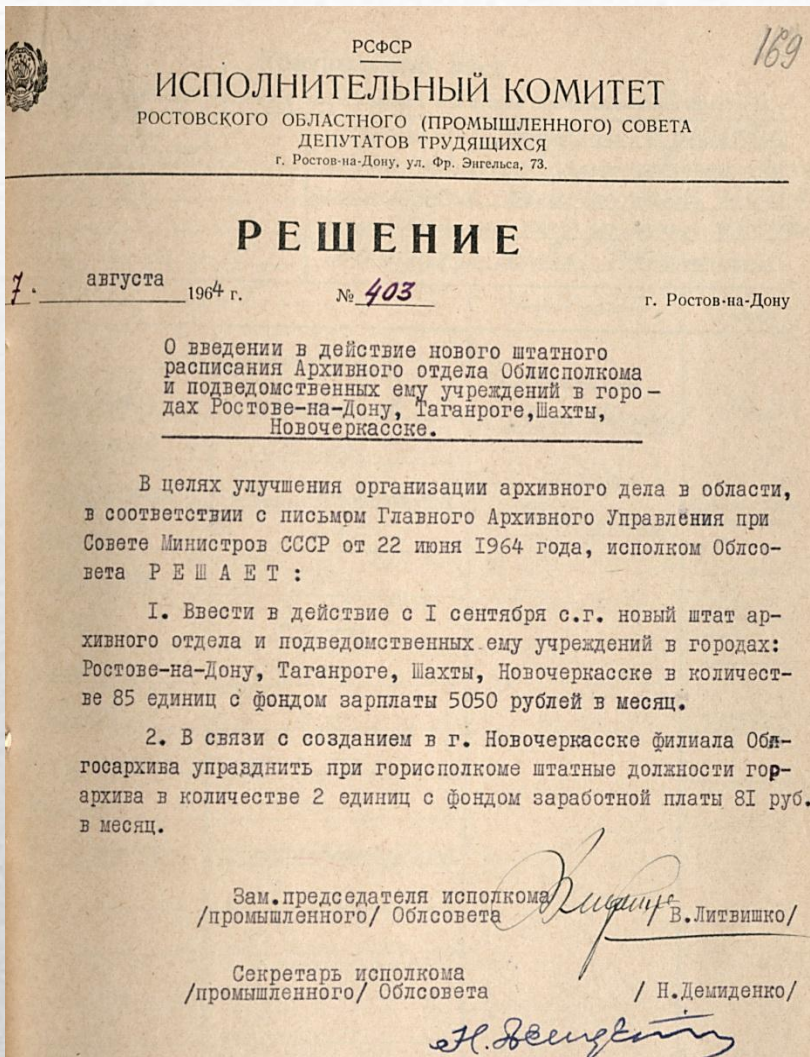 169
РСФСР
ИСПОЛНИТЕЛЬНЫЙ КОМИТЕТ
РОСТОВСКОГО ОБЛАСТНОГО (ПРОМЫШЛЕННОГО) СОВЕТА
ДЕПУТАТОВ ТРУДЯЩИХСЯ
г. Ростов-на-Дону, ул. Фр. Энгельса, 73.
РЕШЕНИЕ
7. августа 1964 г. № 403 г. Ростов-на-Дону
О введении в действие нового штатного
расписания Архивного отдела Облисполкома
и подведомственных ему учреждений в горо-
дах Ростове-на-Дону, Таганроге,Шахты,
Новочеркасске.
В целях улучшения организации архивного дела в области,
в соответствии с письмом Главного Архивного Управления при
Совете Министров СССР от 22 июня I964 года, исполком Облсо-
вета Р Е Ш А Е Т :
I. Ввести в действие с I сентября с.г. новый штат ар-
хивного отдела и подведомственных ему учреждений в городах:
Ростове-на-Дону, Таганроге, Шахты, Новочеркасске в количест-
ве 85 единиц с фондом зарплаты 5050 рублей в месяц.
2. В связи с созданием в г. Новочеркасске филиала Обл-
госархива упразднить при горисполкоме штатные должности гор-
архива в количестве 2 единиц с фондом заработной платы 8I руб.
в месяц.
Зам.председателя исполкома
/промышленного/ Облсовета / В.Литвишко/
Секретарь исполкома
/промышленного/ Облсовета / Н.Демиденко/